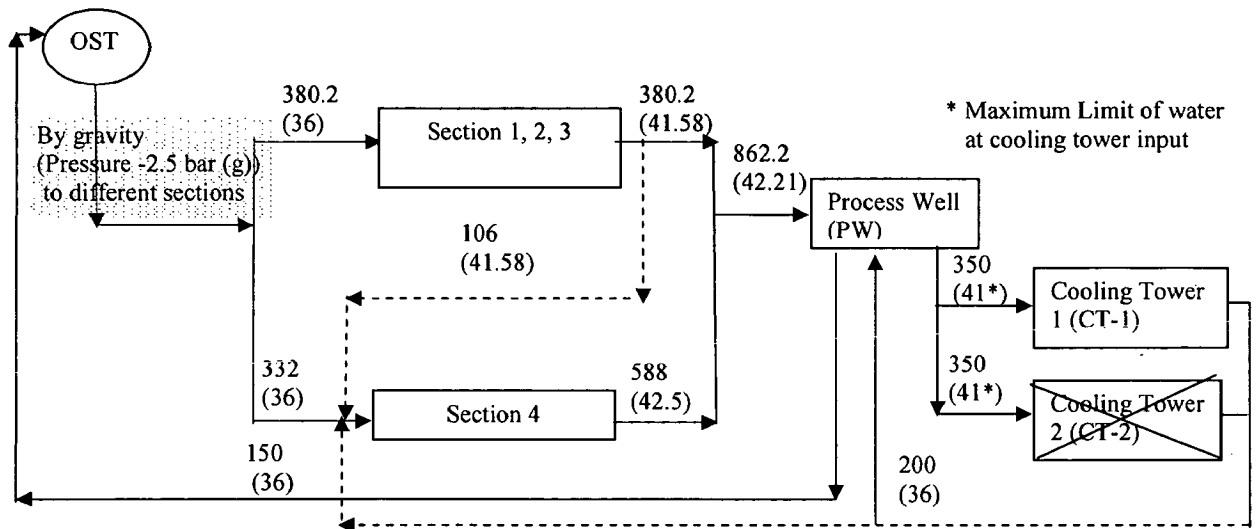 OST
By gravity
(Pressure -2.5 bar (g))
to different sections
380.2
(36)
Section 1, 2, 3
380.2
(41.58)
* Maximum Limit of water
at cooling tower input
862.2
(42.21)
Process Well
(PW)
106
(41.58)
350
(41*)
Cooling Tower
1 (CT-1)
332
(36)
Section 4
588
(42.5)
350
(41*)
Cooling Tower
2 (CT-2)
150
(36)
200
(36)